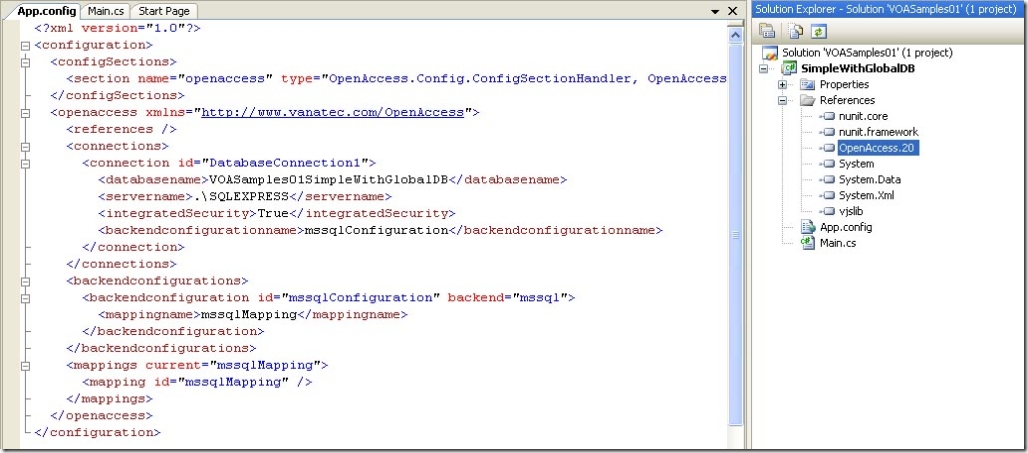 App.config Main.cs Start Page
<?xml version="1.0"?>
<configuration>
<configSections>
<section name="openaccess" type="OpenAccess.Config.ConfigSectionHandler, OpenAccess
</configSections>
<openaccess xmlns="http://www.vanatec.com/OpenAccess">
<references />
<connections>
<connection id="DatabaseConnection1">
<databasename>VOASamples01SimpleWithGlobalDB</databasename>
<servername>.\SQLEXPRESS</servername>
<integratedSecurity>True</integratedSecurity>
<backendconfigurationname>mssqlConfiguration</backendconfigurationname>
</connection>
</connections>
<backendconfigurations>
<backendconfiguration id="mssqlConfiguration" backend="mssql">
<mappingname>mssqlMapping</mappingname>
</backendconfiguration>
</backendconfigurations>
<mappings current="mssqlMapping">
<mapping id="mssqlMapping" />
</mappings>
</openaccess>
</configuration>
Solution Explorer - Solution 'VOASamples01' (1 project)
Solution 'VOASamples01' (1 project)
SimpleWithGlobalDB
Properties
References
nunit.core
nunit.framework
OpenAccess.20
System
System.Data
System.Xml
vjslib
App.config
Main.cs